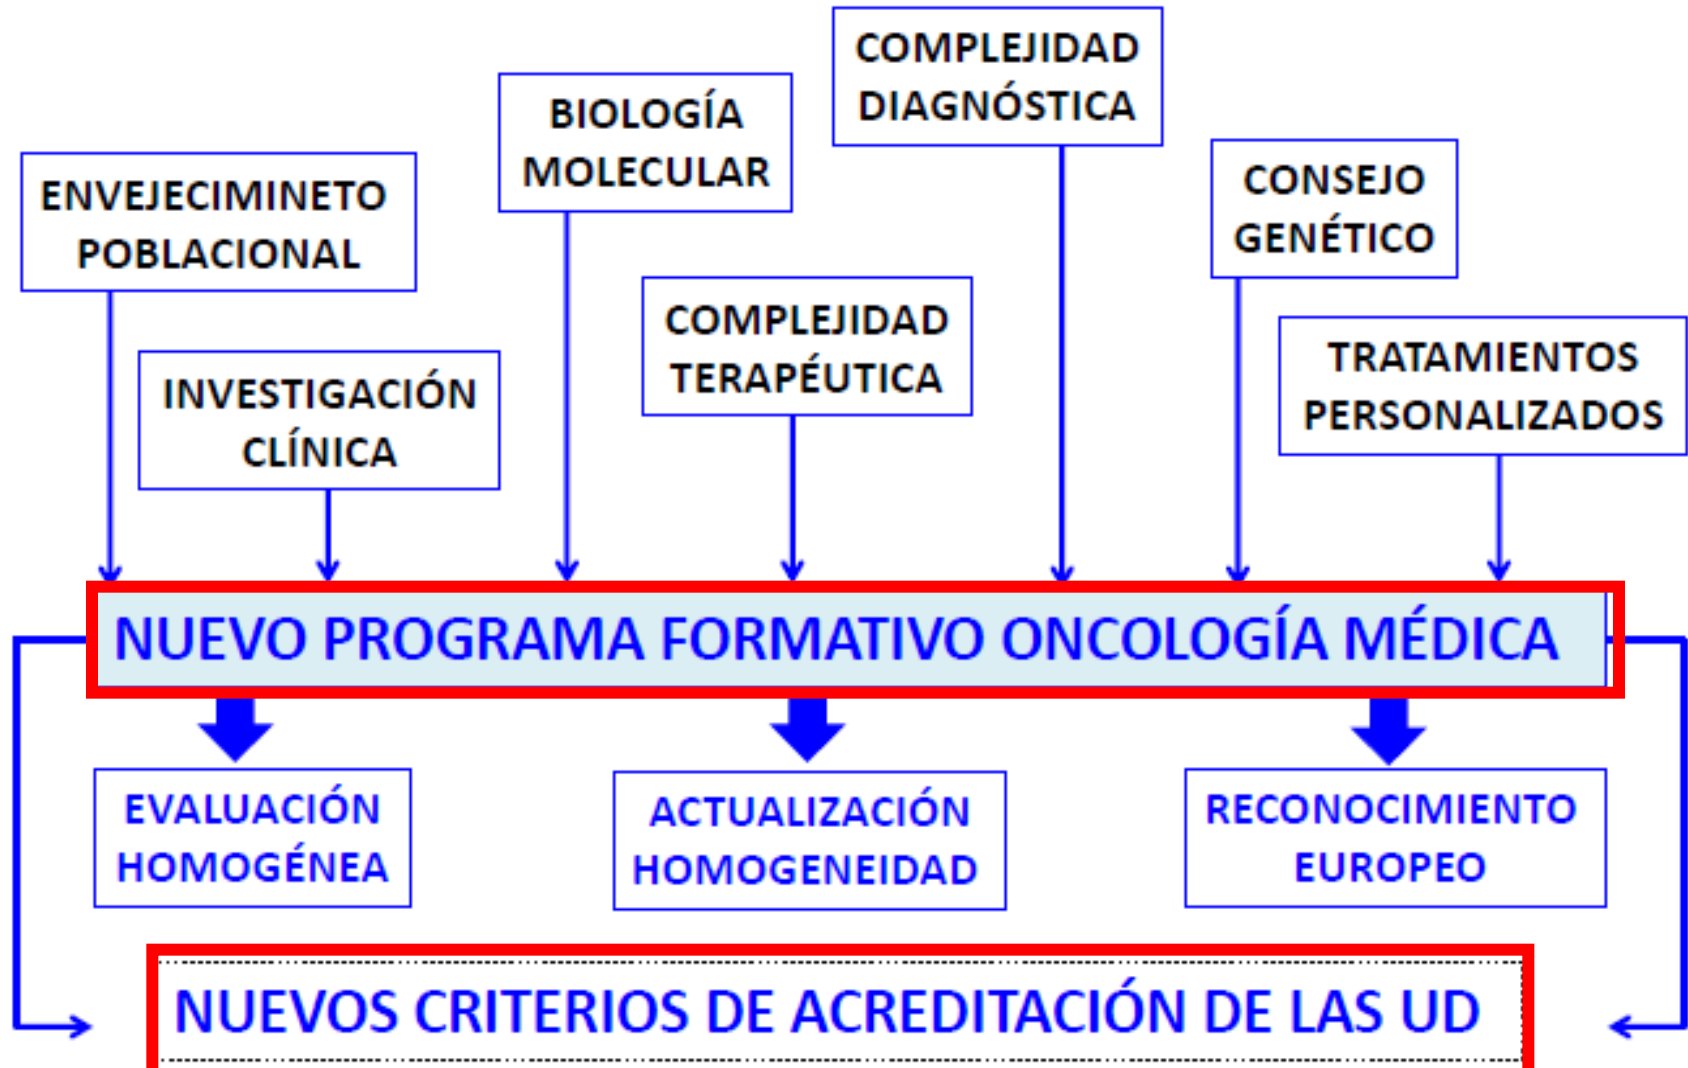 COMPLEJIDAD
DIAGNÓSTICA
BIOLOGÍA
MOLECULAR
ENVEJECIMINETO
POBLACIONAL
CONSEJO
GENÉTICO
COMPLEJIDAD
TERAPÉUTICA
INVESTIGACIÓN
CLÍNICA
TRATAMIENTOS
PERSONALIZADOS
NUEVO PROGRAMA FORMATIVO ONCOLOGÍA MÉDICA
EVALUACIÓN
HOMOGÉNEA
ACTUALIZACIÓN
HOMOGENEIDAD
RECONOCIMIENTO
EUROPEO
NUEVOS CRITERIOS DE ACREDITACIÓN DE LAS UD